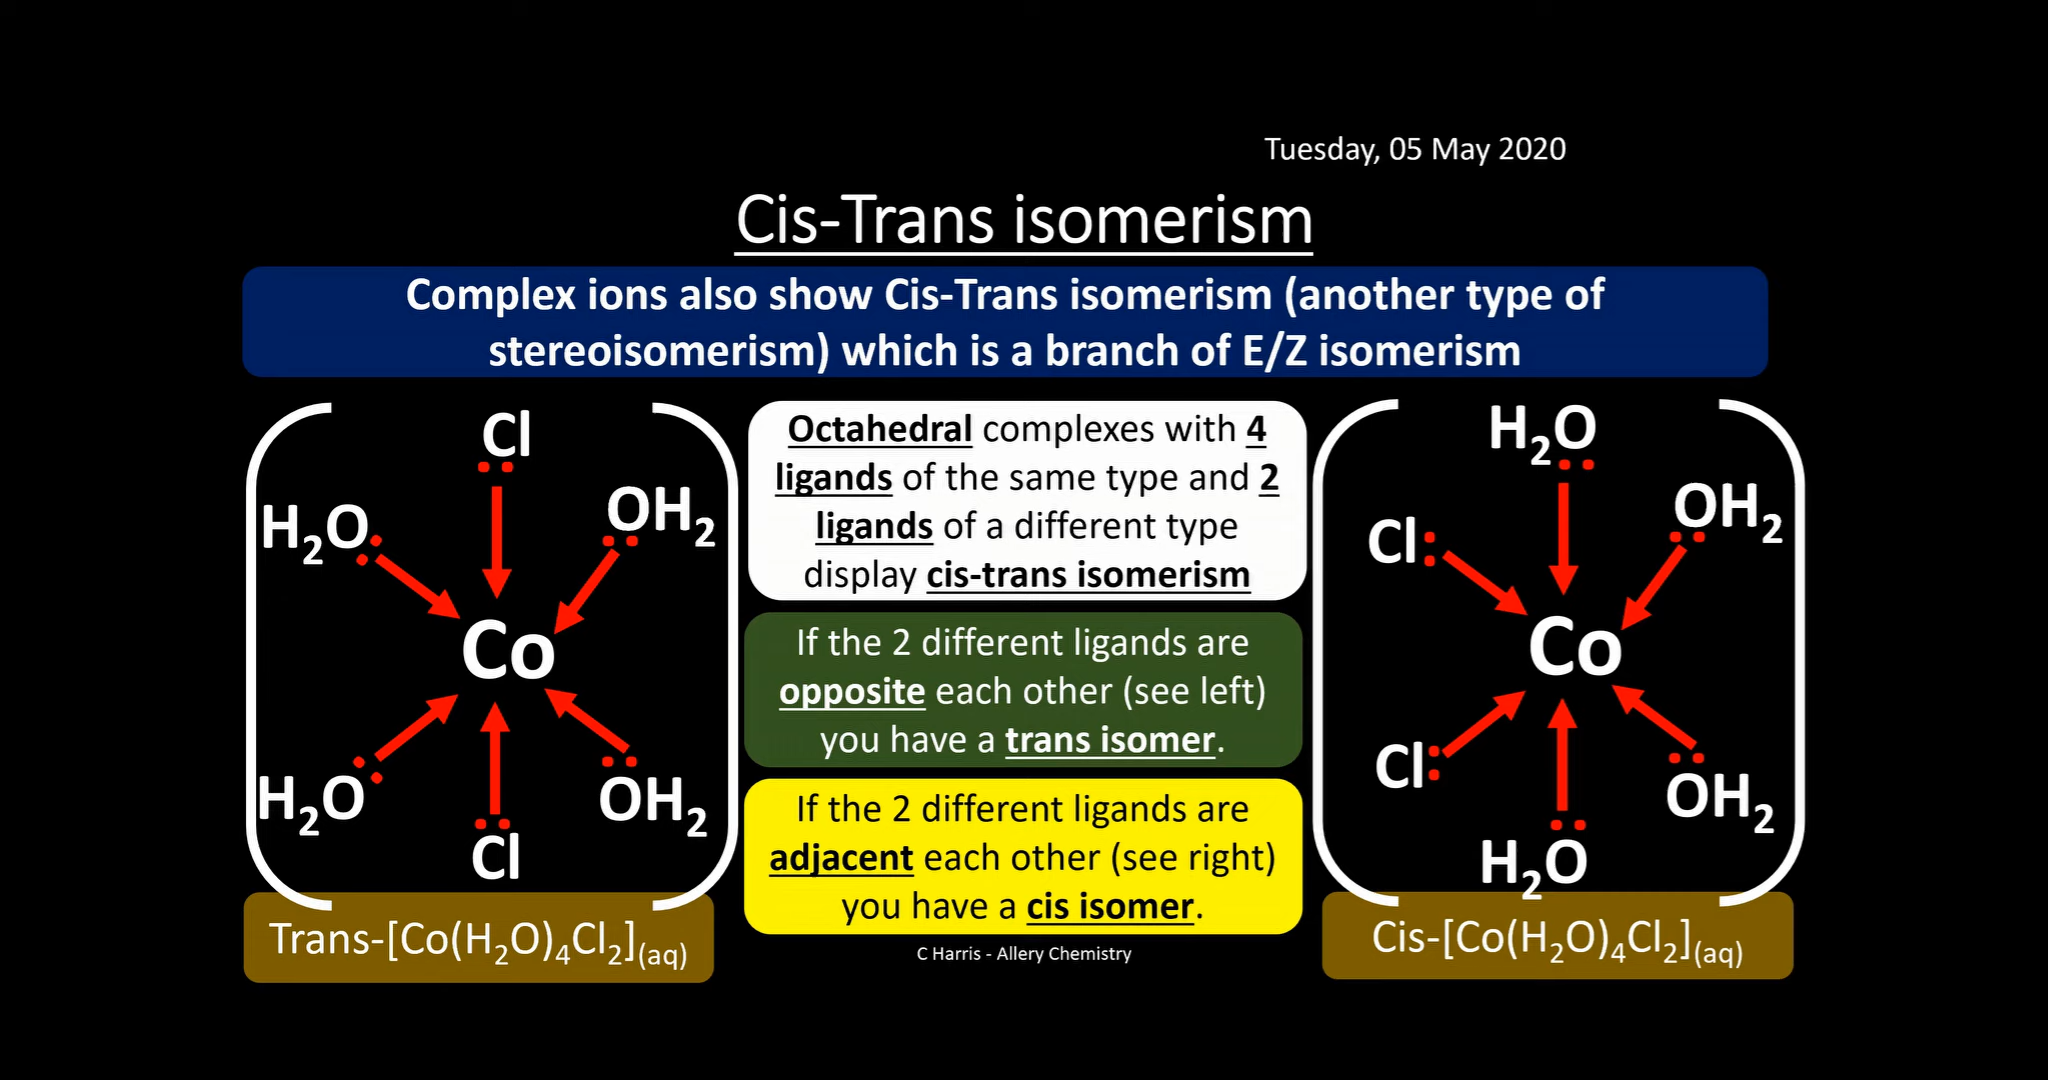 Tuesday, 05 May 2020
Cis-Trans isomerism
Complex ions also show Cis-Trans isomerism (another type of
stereoisomerism) which is a branch of E/Z isomerism
Cl
H₂O
OH₂
Co
H₂O
OH₂
Cl
Trans-[Co(H₂O)₄Cl₂](aq)
Octahedral complexes with 4
ligands of the same type and 2
ligands of a different type
display cis-trans isomerism
If the 2 different ligands are
opposite each other (see left)
you have a trans isomer.
If the 2 different ligands are
adjacent each other (see right)
you have a cis isomer.
C Harris - Allery Chemistry
H₂O
Cl
OH₂
Co
Cl
OH₂
H₂O
Cis-[Co(H₂O)₄Cl₂](aq)